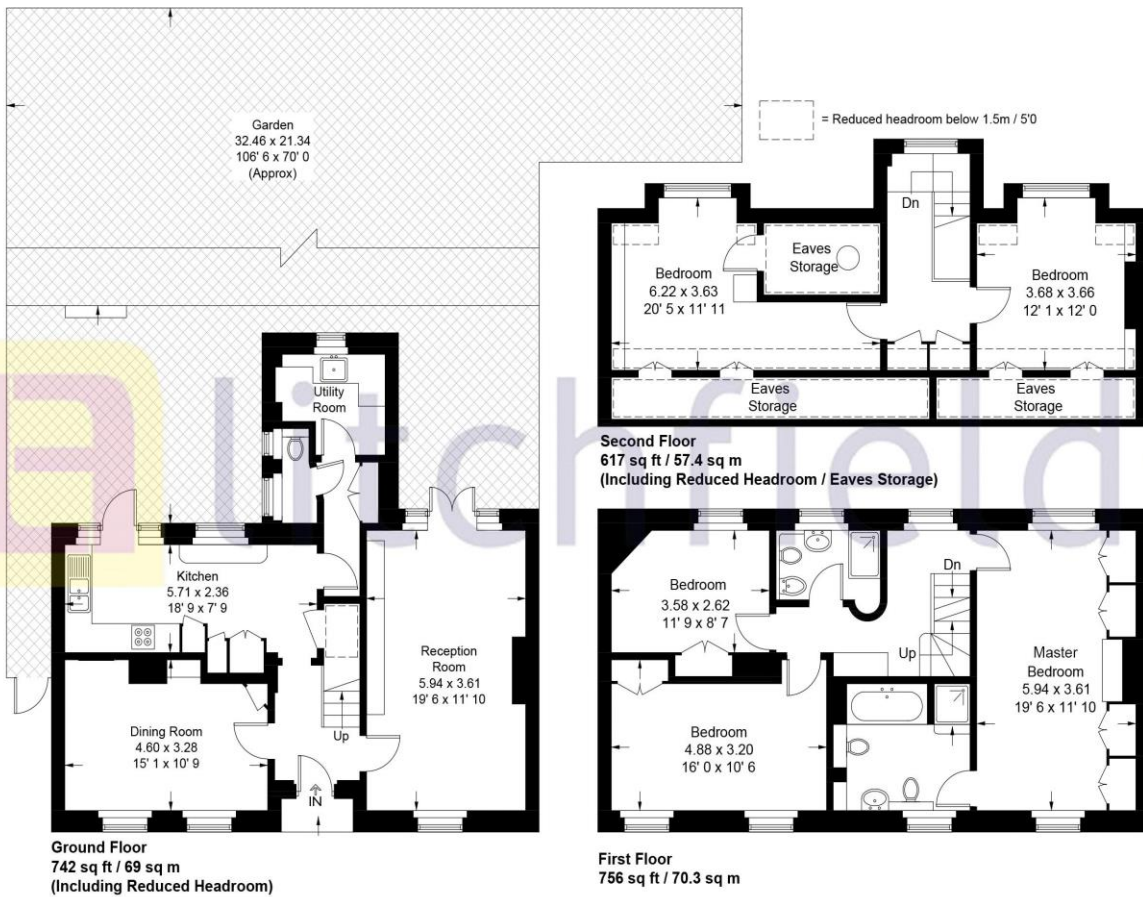 Garden
32.46 x 21.34
106' 6 x 70' 0
(Approx)
= Reduced headroom below 1.5m / 5'0
Dn
Eaves
Storage
Bedroom
6.22 x 3.63
20' 5 x 11' 11
Bedroom
3.68 x 3.66
12' 1 x 12' 0
Eaves
Storage
Eaves
Storage
Second Floor
617 sq ft / 57.4 sq m
(Including Reduced Headroom / Eaves Storage)
Utility
Room
litchfield
Kitchen
5.71 x 2.36
18' 9 x 7' 9
Reception
Room
5.94 x 3.61
19' 6 x 11' 10
Dining Room
4.60 x 3.28
15' 1 x 10' 9
Up
IN
Ground Floor
742 sq ft / 69 sq m
(Including Reduced Headroom)
Bedroom
3.58 x 2.62
11' 9 x 8' 7
Dn
Up
Master
Bedroom
5.94 x 3.61
19' 6 x 11' 10
Bedroom
4.88 x 3.20
16' 0 x 10' 6
First Floor
756 sq ft / 70.3 sq m